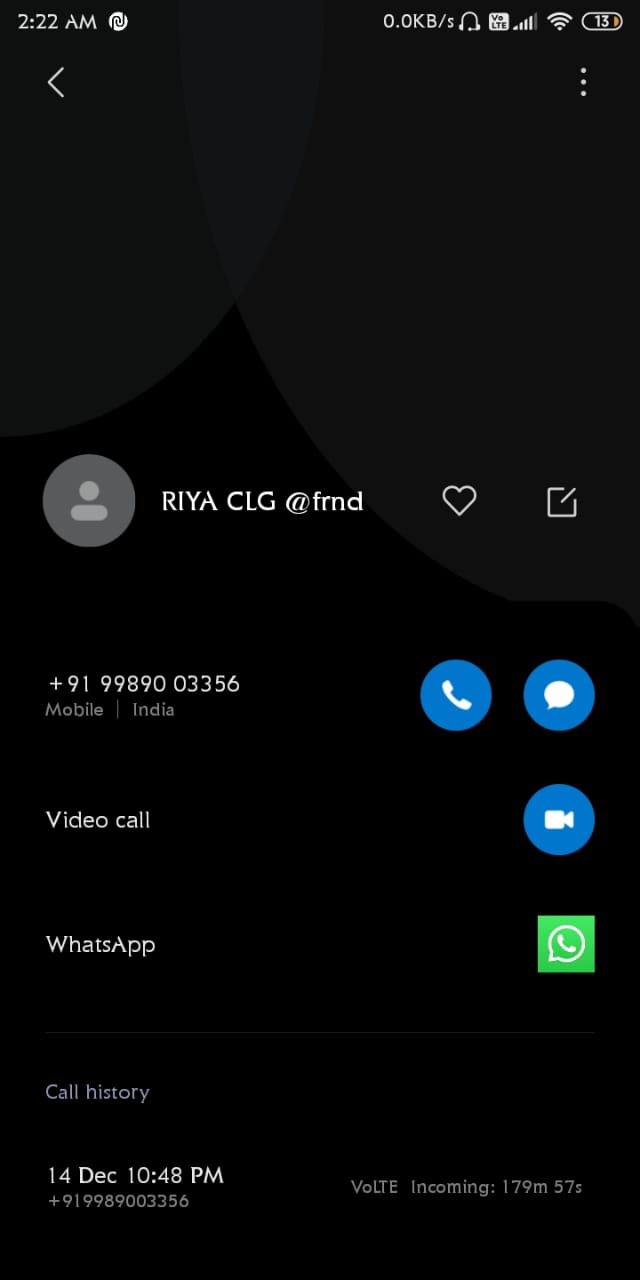 2:22 AM 0.0KB/s Vo LTE 13
RIYA CLG @frnd
+91 99890 03356
Mobile | India
Video call
WhatsApp
Call history
14 Dec 10:48 PM
+919989003356
VoLTE Incoming: 179m 57s